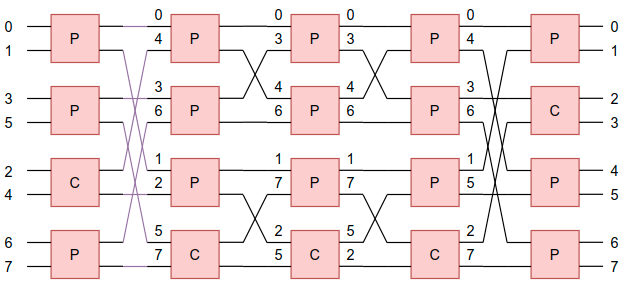 0 0 0 0
0 0
P 4 P 3 P 3 P 4 P
1 1
3 4 4 3
3 2
P 6 P 6 P 6 P 6 C
5 3
1 1 1 1
2 4
C 2 P 7 P 7 P 5 P
4 5
5 2 5 2
6 6
P 7 C 5 C 2 C 7 P
7 7